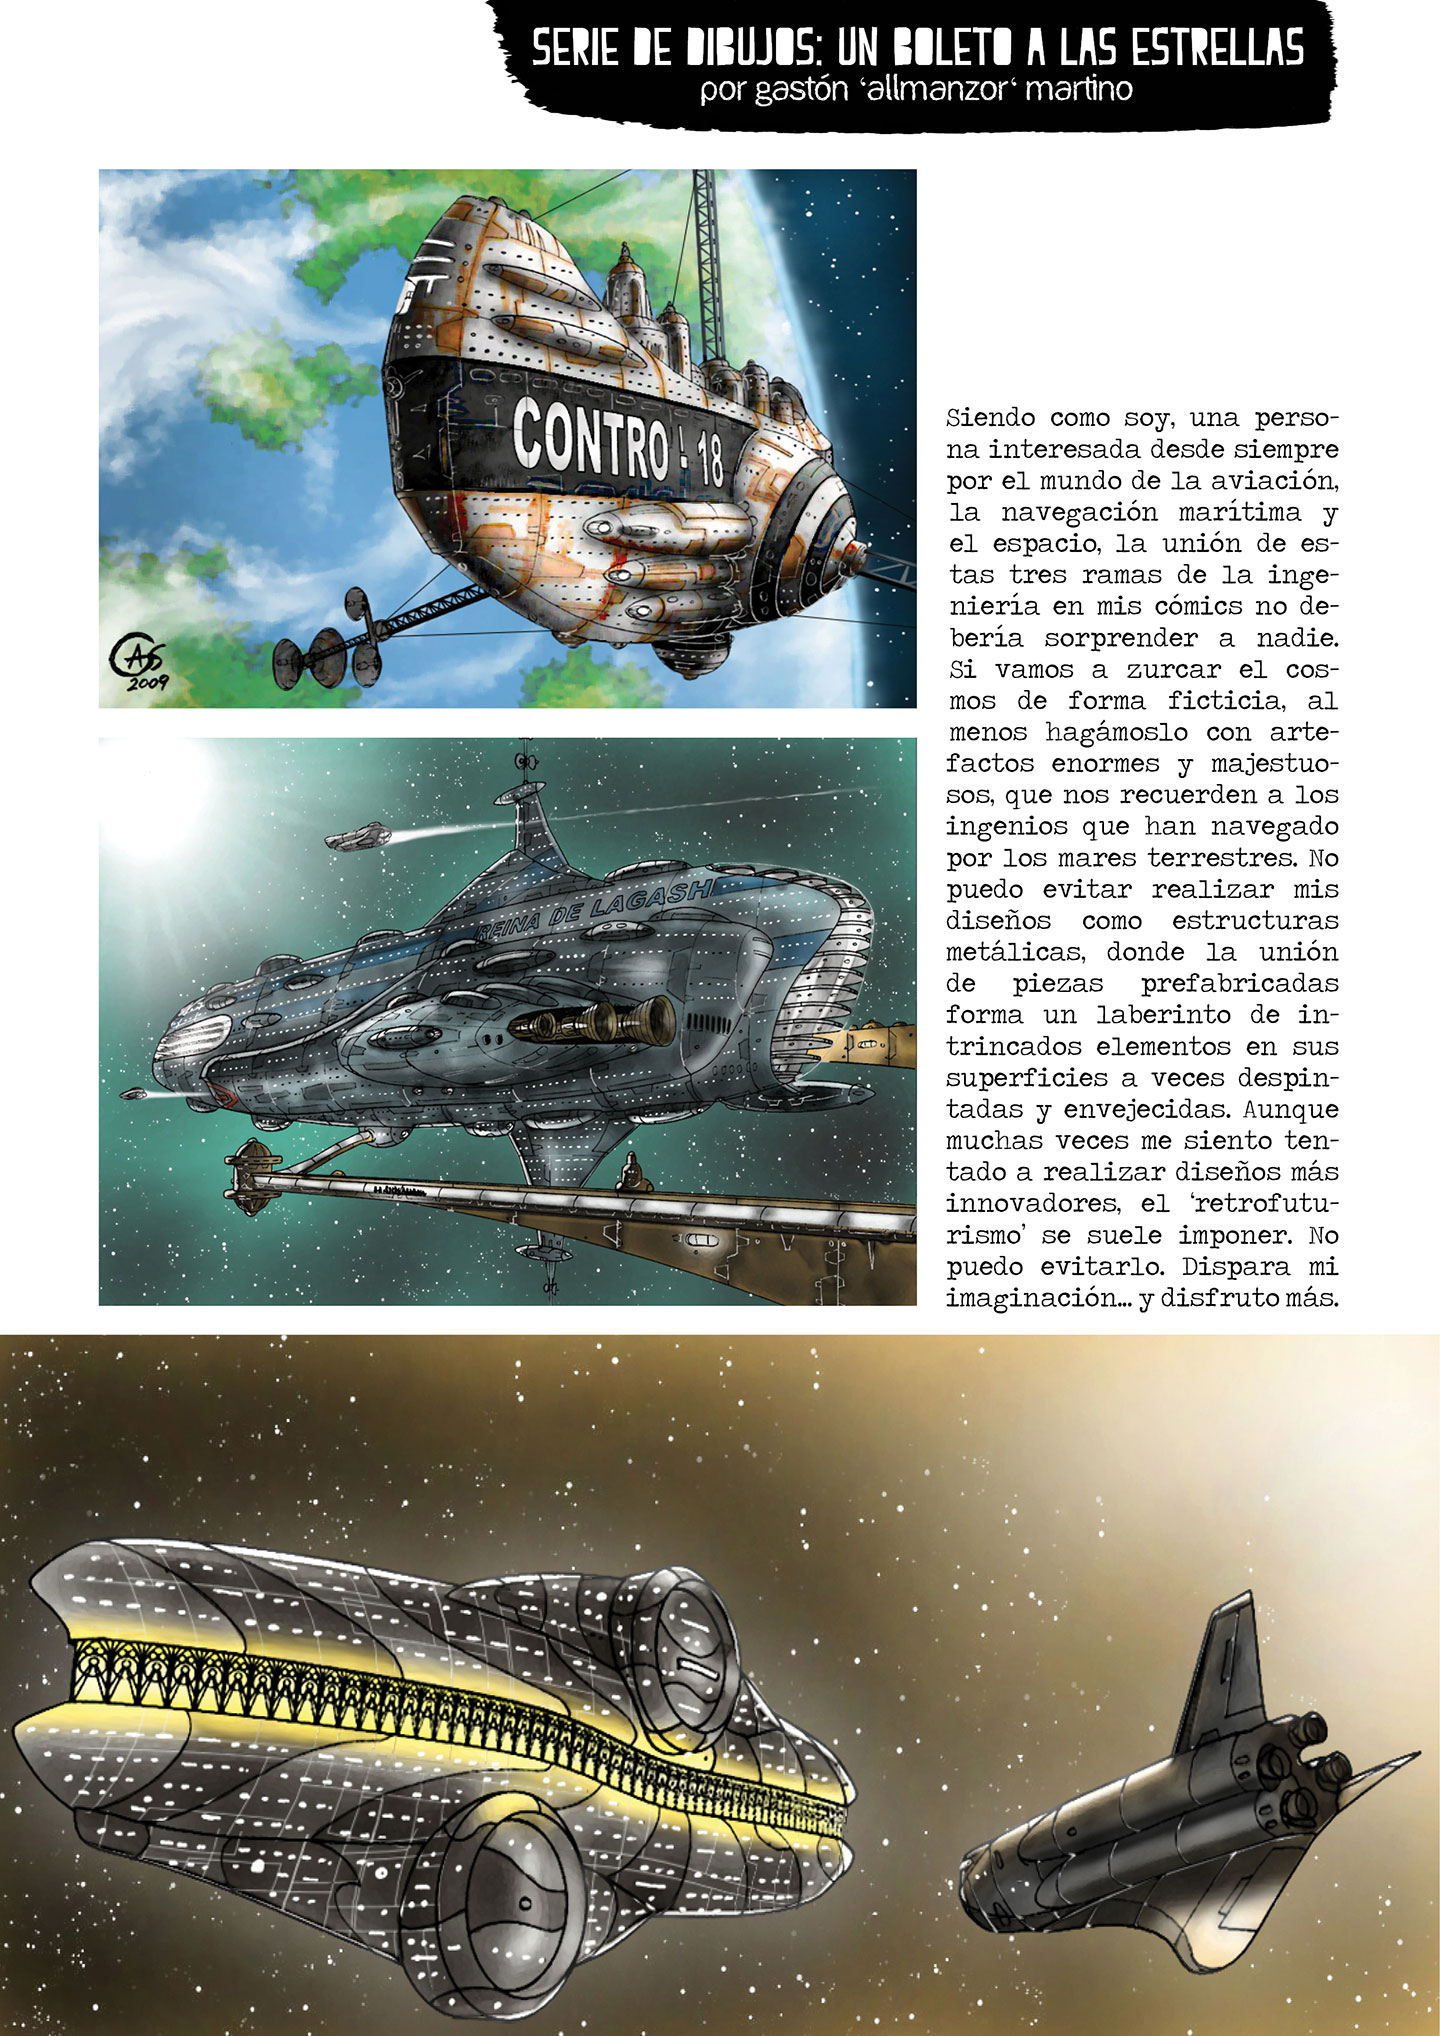 SERIE DE DIBUJOS: UN BOLETO A LAS ESTRELLAS
por gastón ‘allmanzor‘ martino
CONTRO-18
GAS
2009
REINA DE LAGASH
Siendo como soy, una perso-
na interesada desde siempre
por el mundo de la aviación,
la navegación marítima y
el espacio, la unión de es-
tas tres ramas de la inge-
niería en mis cómics no de-
bería sorprender a nadie.
Si vamos a zurcar el cos-
mos de forma ficticia, al
menos hagámoslo con arte-
factos enormes y majestuo-
sos, que nos recuerden a los
ingenios que han navegado
por los mares terrestres. No
puedo evitar realizar mis
diseños como estructuras
metálicas, donde la unión
de piezas prefabricadas
forma un laberinto de in-
trincados elementos en sus
superficies a veces despin-
tadas y envejecidas. Aunque
muchas veces me siento ten-
tado a realizar diseños más
innovadores, el ‘retrofutu-
rismo’ se suele imponer. No
puedo evitarlo. Dispara mi
imaginación... y disfruto más.